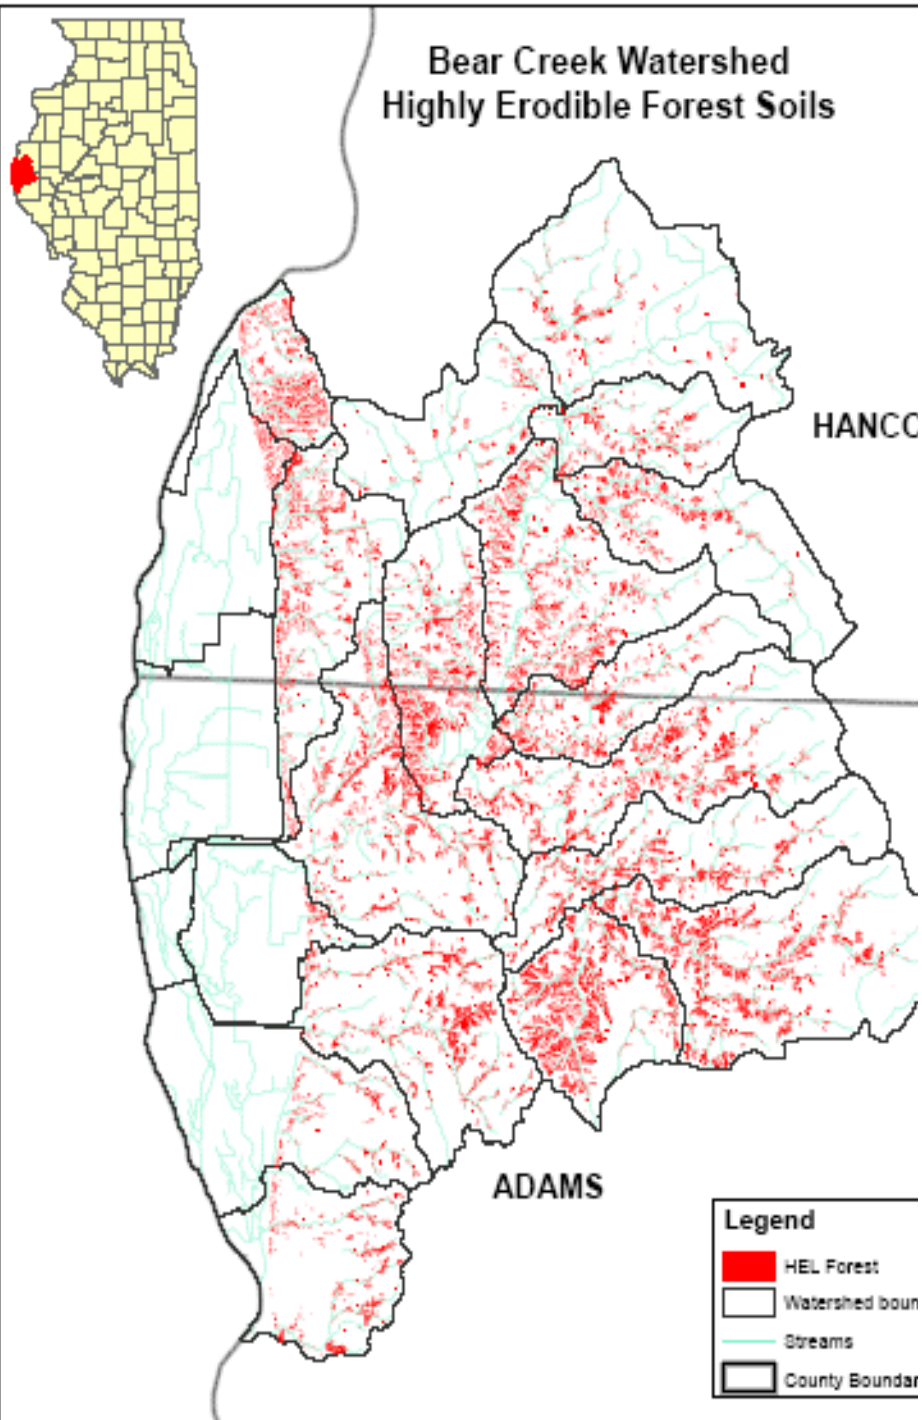 Bear Creek Watershed
Highly Erodible Forest Soils
HANCO
ADAMS
Legend
HEL Forest
Watershed boun
Streams
County Boundar